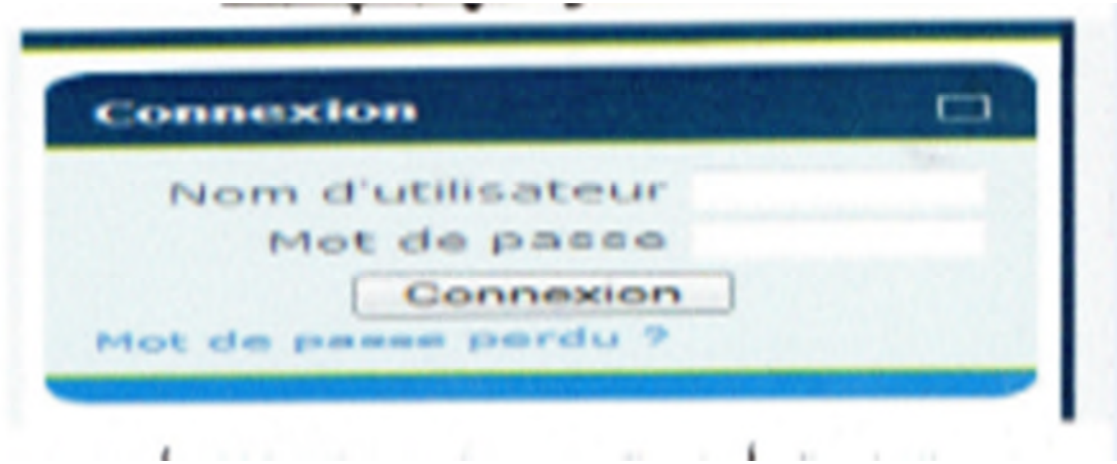 Connexion
Nom d'utilisateur
Mot de passe
Connexion
Mot de passe perdu ?